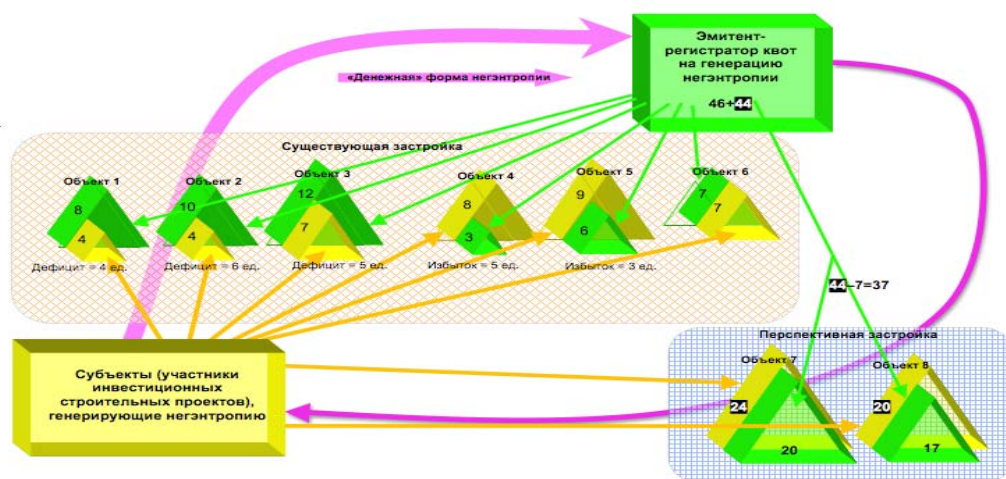 Эмитент-
регистратор квот
на генерацию
негэнтропии
46+44
«Денежная» форма негэнтропии
Существующая застройка
Объект 1
8
4
Дефицит = 4 ед.
Объект 2
10
4
Дефицит = 6 ед.
Объект 3
12
7
Дефицит = 5 ед.
Объект 4
8
3
Избыток = 5 ед.
Объект 5
9
6
Избыток = 3 ед.
Объект 6
7
7
44–7=37
Перспективная застройка
Объект 7
24
20
Объект 8
20
17
Субъекты (участники
инвестиционных
строительных проектов),
генерирующие негэнтропию